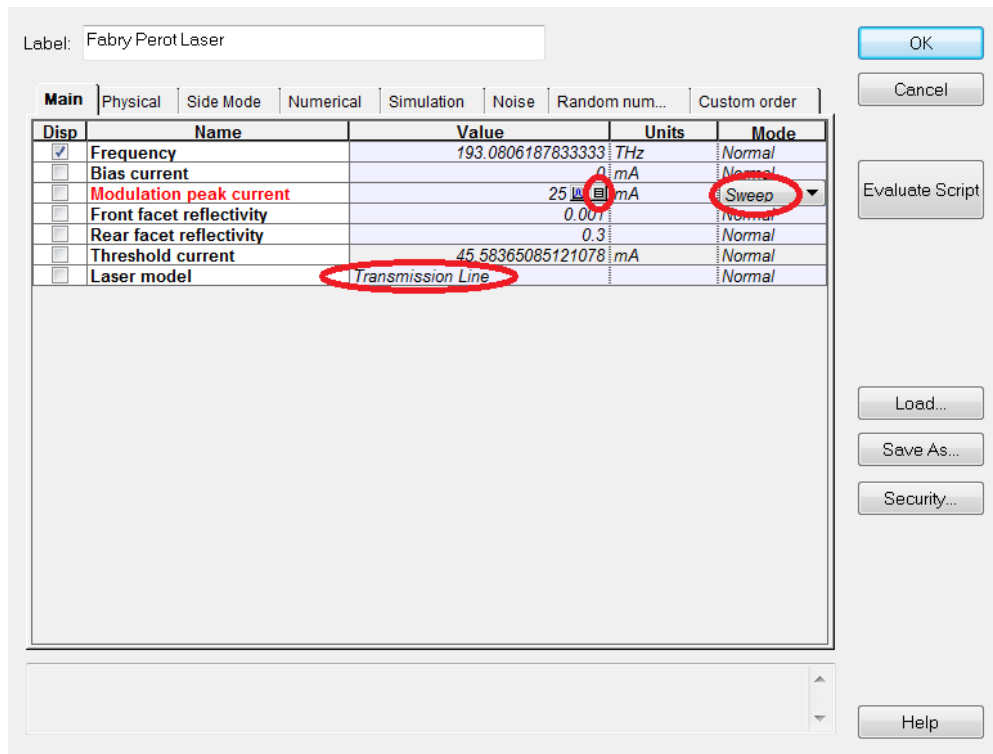 Label: Fabry Perot Laser
OK
Cancel
Main Physical Side Mode Numerical Simulation Noise Random num... Custom order
Disp Name Value Units Mode
Frequency 193.0806187833333 THz Normal
Bias current 0 mA Normal
Modulation peak current 25 mA Sweep
Front facet reflectivity 0.001 Normal
Rear facet reflectivity 0.3 Normal
Threshold current 45.58365085121078 mA Normal
Laser model Transmission Line Normal
Evaluate Script
Load...
Save As...
Security...
Help